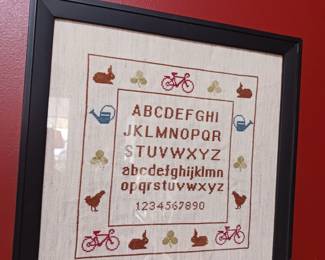 ABCDEFGHI
JKLMNOPQR
STUVWXYZ
abcdefghijklmn
opqrstuvwxyz
1234567890